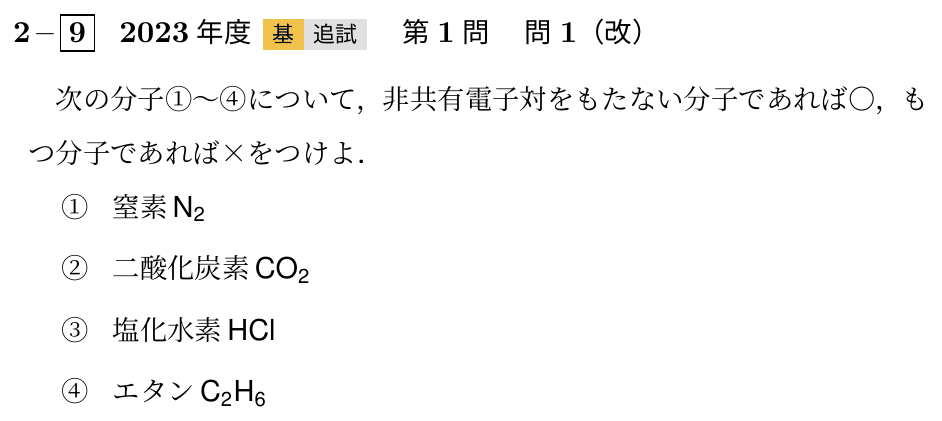 2－9　2023年度 基 追試　第1問　問1（改）
次の分子①～④について，非共有電子対をもたない分子であれば○，も
つ分子であれば×をつけよ．
① 窒素 N₂
② 二酸化炭素 CO₂
③ 塩化水素 HCl
④ エタン C₂H₆